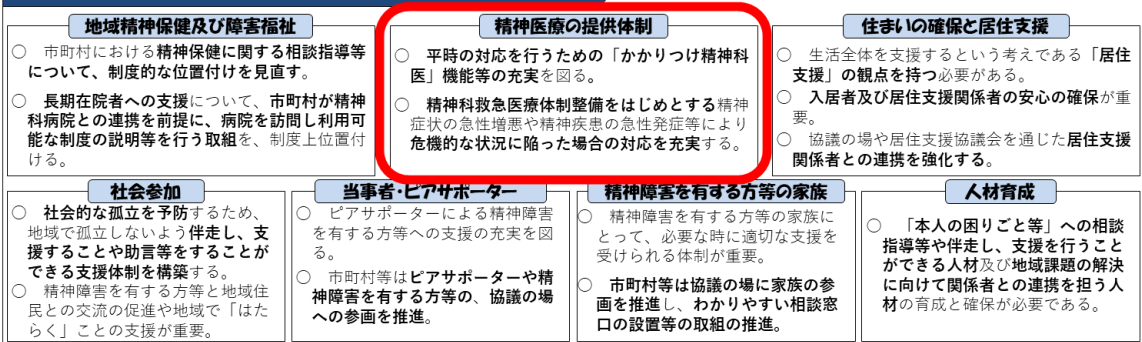 地域精神保健及び障害福祉
○　市町村における精神保健に関する相談指導等
について、制度的な位置付けを見直す。
○　長期在院者への支援について、市町村が精神
科病院との連携を前提に、病院を訪問し利用可
能な制度の説明等を行う取組を、制度上位置付
ける。
精神医療の提供体制
○　平時の対応を行うための「かかりつけ精神科
医」機能等の充実を図る。
○　精神科救急医療体制整備をはじめとする精神
症状の急性増悪や精神疾患の急性発症等により
危機的な状況に陥った場合の対応を充実する。
住まいの確保と居住支援
○　生活全体を支援するという考えである「居住
支援」の観点を持つ必要がある。
○　入居者及び居住支援関係者の安心の確保が重
要。
○　協議の場や居住支援協議会を通じた居住支援
関係者との連携を強化する。
社会参加
○　社会的な孤立を予防するため、
地域で孤立しないよう伴走し、支
援することや助言等をすることが
できる支援体制を構築する。
○　精神障害を有する方等と地域住
民との交流の促進や地域で「はた
らく」ことの支援が重要。
当事者・ピアサポーター
○　ピアサポーターによる精神障害
を有する方等への支援の充実を図
る。
○　市町村等はピアサポーターや精
神障害を有する方等の、協議の場
への参画を推進。
精神障害を有する方等の家族
○　精神障害を有する方等の家族に
とって、必要な時に適切な支援を
受けられる体制が重要。
○　市町村等は協議の場に家族の参
画を推進し、わかりやすい相談窓
口の設置等の取組の推進。
人材育成
○　「本人の困りごと等」への相談
指導等や伴走し、支援を行うこと
ができる人材及び地域課題の解決
に向けて関係者との連携を担う人
材の育成と確保が必要である。